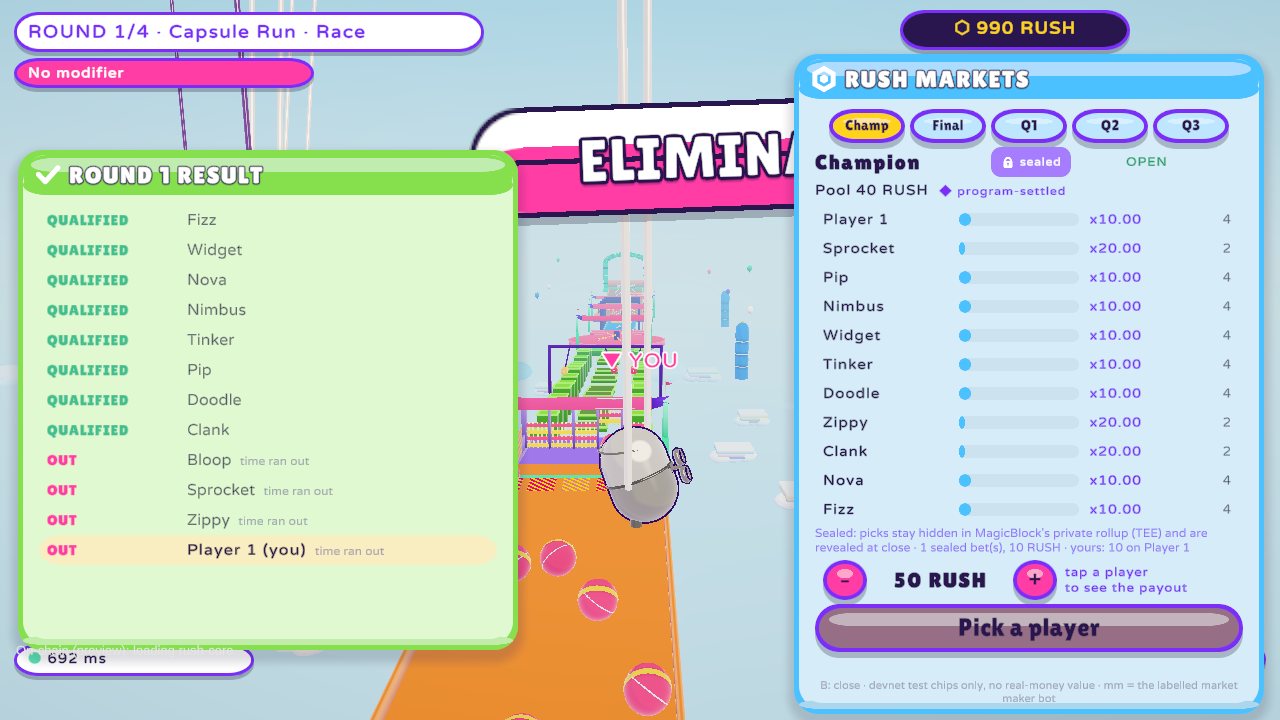 ROUND 1/4 · Capsule Run · Race
No modifier
990 RUSH
ELIMINA
RUSH MARKETS
Champ Final Q1 Q2 Q3
Champion sealed OPEN
Pool 40 RUSH ◆ program-settled
Player 1 x10.00 4
Sprocket x20.00 2
Pip x10.00 4
Nimbus x10.00 4
Widget x10.00 4
Tinker x10.00 4
Doodle x10.00 4
Zippy x20.00 2
Clank x20.00 2
Nova x10.00 4
Fizz x10.00 4
Sealed: picks stay hidden in MagicBlock's private rollup (TEE) and are
revealed at close · 1 sealed bet(s), 10 RUSH · yours: 10 on Player 1
- 50 RUSH +
tap a player
to see the payout
Pick a player
B: close · devnet test chips only, no real-money value · mm = the labelled market
maker bot
ROUND 1 RESULT
QUALIFIED Fizz
QUALIFIED Widget
QUALIFIED Nova
QUALIFIED Nimbus
QUALIFIED Tinker
QUALIFIED Pip
QUALIFIED Doodle
QUALIFIED Clank
OUT Bloop time ran out
OUT Sprocket time ran out
OUT Zippy time ran out
OUT Player 1 (you) time ran out
YOU
(preview): loading rush-core
692 ms